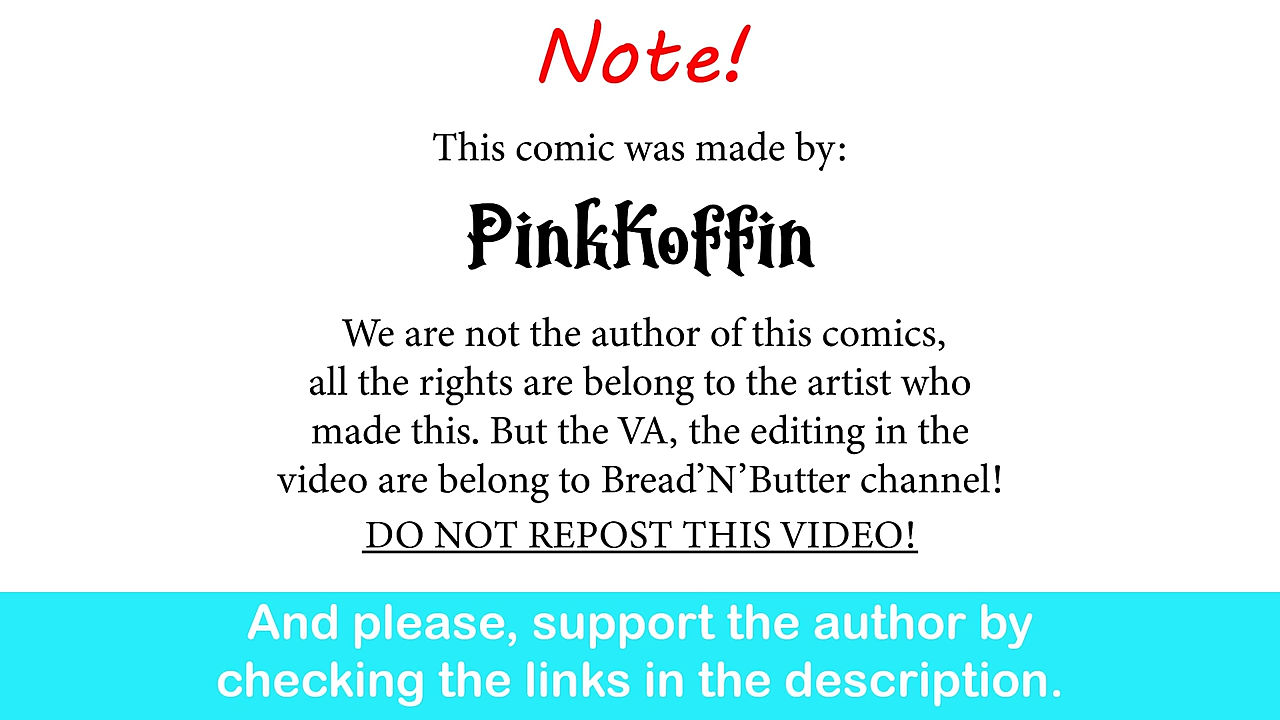 Note!
This comic was made by:
PinkKoffin
We are not the author of this comics,
all the rights are belong to the artist who
made this. But the VA, the editing in the
video are belong to Bread’N’Butter channel!
DO NOT REPOST THIS VIDEO!
And please, support the author by
checking the links in the description.